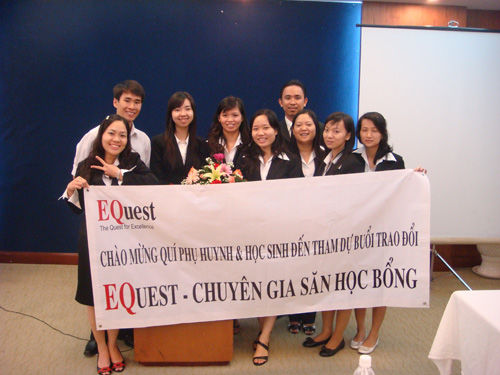 EQuest
The Quest for Excellence
CHÀO MỪNG QUÍ PHỤ HUYNH & HỌC SINH ĐẾN THAM DỰ BUỔI TRAO ĐỔI
EQUEST - CHUYÊN GIA SĂN HỌC BỔNG